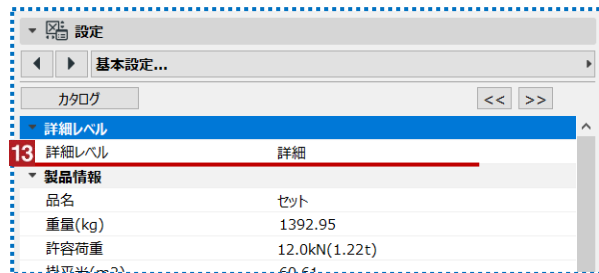 設定
基本設定...
カタログ << >>
詳細レベル
13 詳細レベル 詳細
製品情報
品名 セット
重量(kg) 1392.95
許容荷重 12.0kN(1.22t)